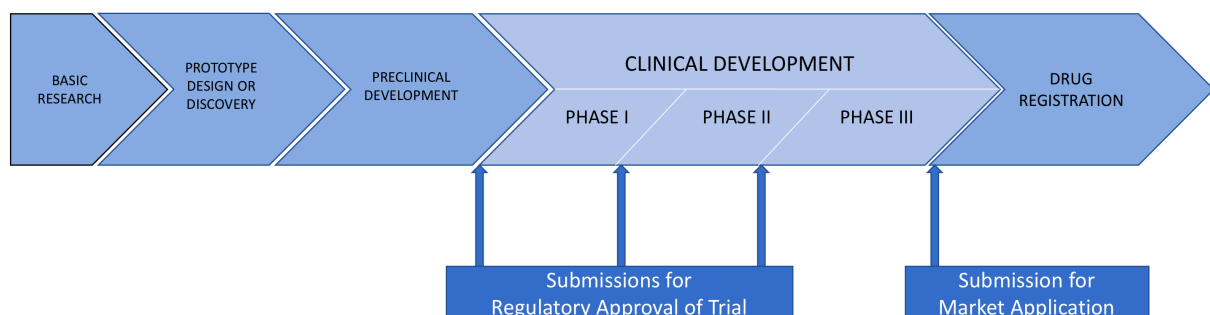 BASIC
RESEARCH
PROTOTYPE
DESIGN OR
DISCOVERY
PRECLINICAL
DEVELOPMENT
CLINICAL DEVELOPMENT
PHASE I
PHASE II
PHASE III
DRUG
REGISTRATION
Submissions for
Regulatory Approval of Trial
Submission for
Market Application